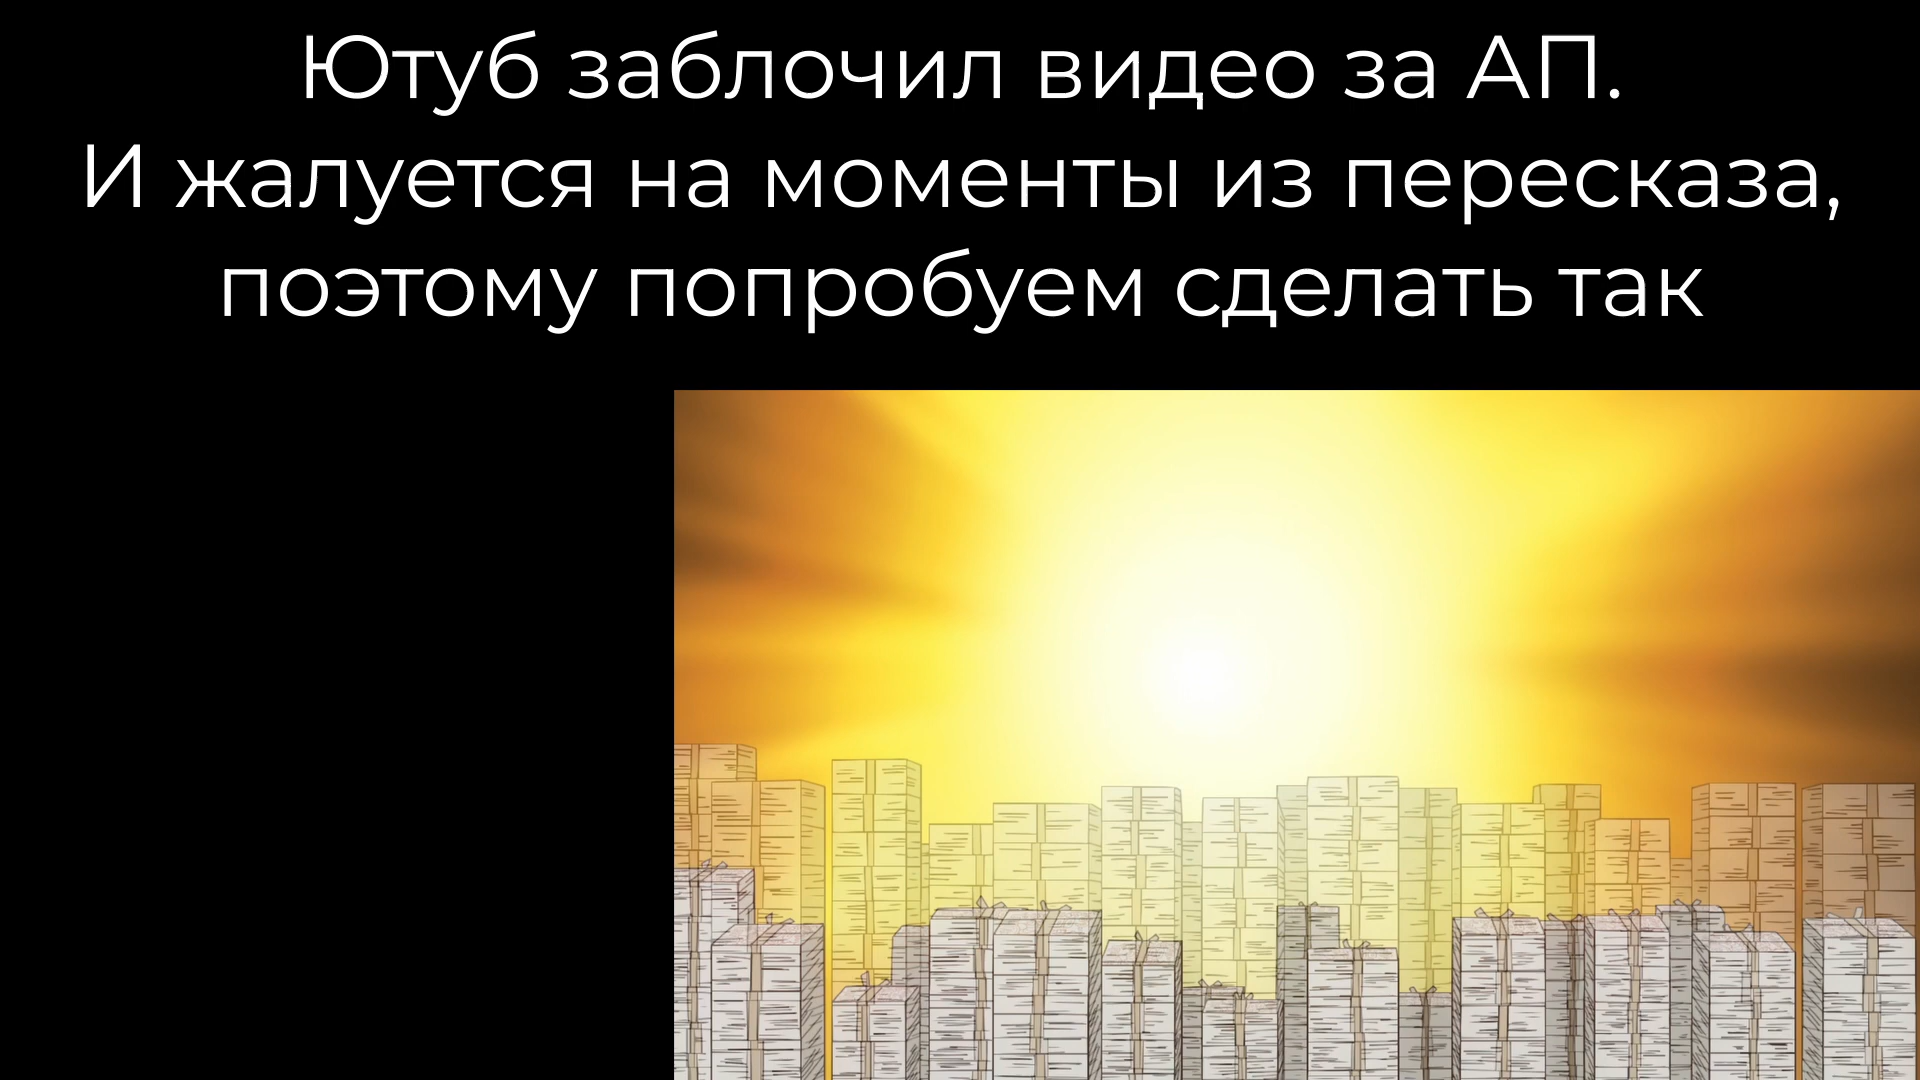 Ютуб заблочил видео за АП.
И жалуется на моменты из пересказа,
поэтому попробуем сделать так